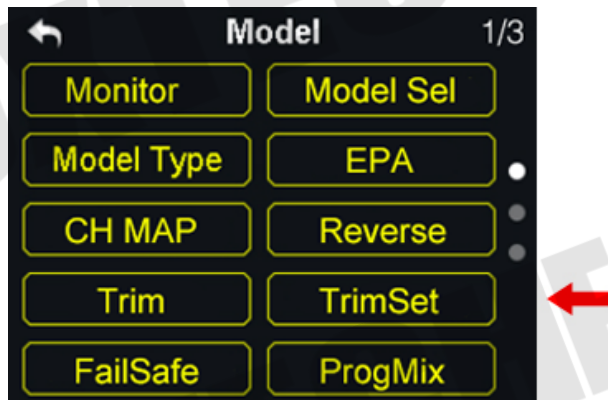 Model 1/3
Monitor Model Sel
Model Type EPA
CH MAP Reverse
Trim TrimSet
FailSafe ProgMix